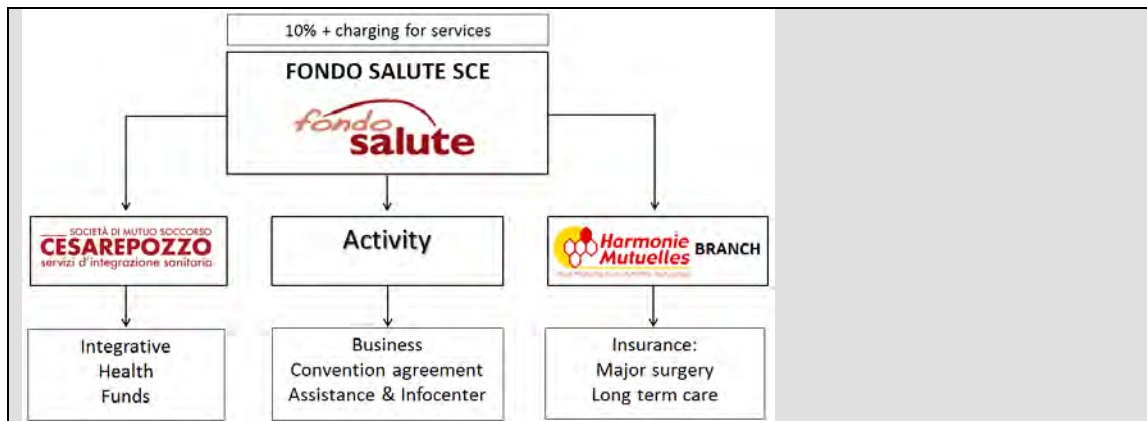 10% + charging for services
FONDO SALUTE SCE
fondo
salute
SOCIETÀ DI MUTUO SOCCORSO
CESAREPOZZO
servizi d'integrazione sanitaria
Activity
Harmonie
Mutuelles
BRANCH
Integrative
Health
Funds
Business
Convention agreement
Assistance & Infocenter
Insurance:
Major surgery
Long term care